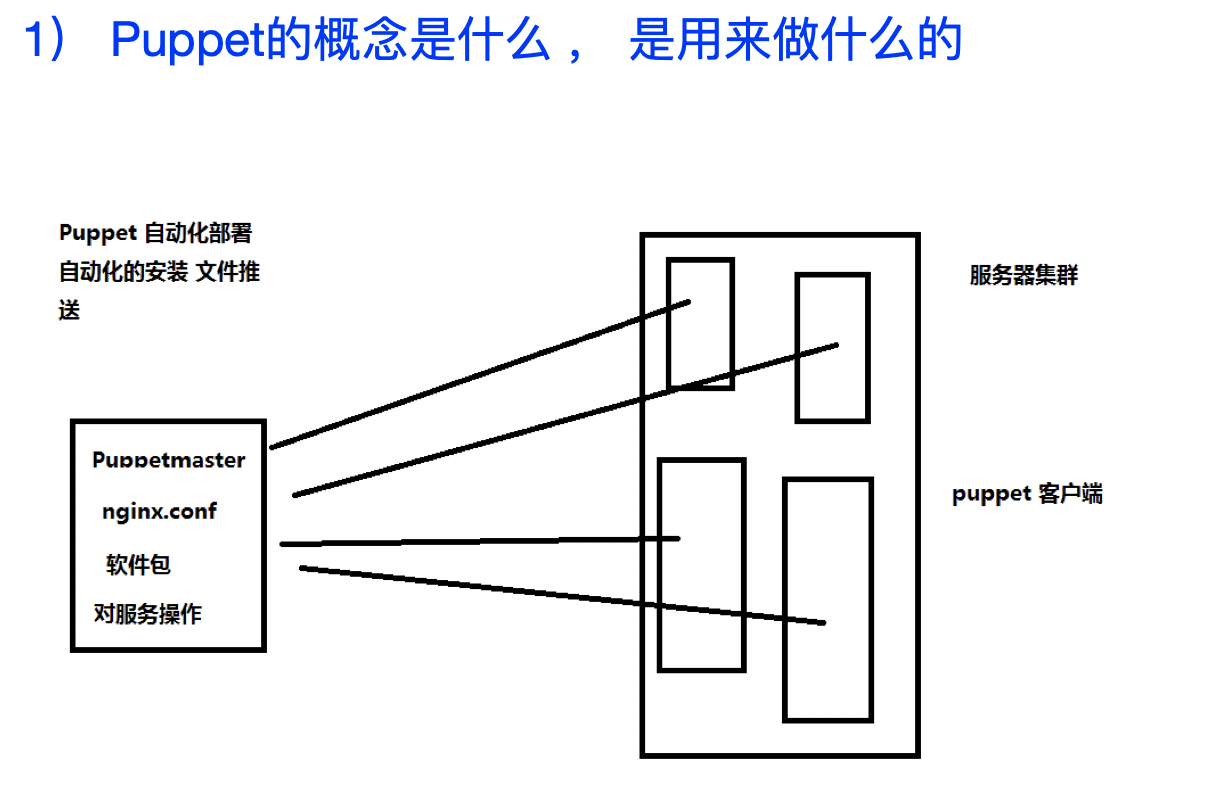 1） Puppet的概念是什么 ， 是用来做什么的
Puppet 自动化部署
自动化的安装 文件推
送
服务器集群
Puppetmaster
nginx.conf
软件包
对服务操作
puppet 客户端